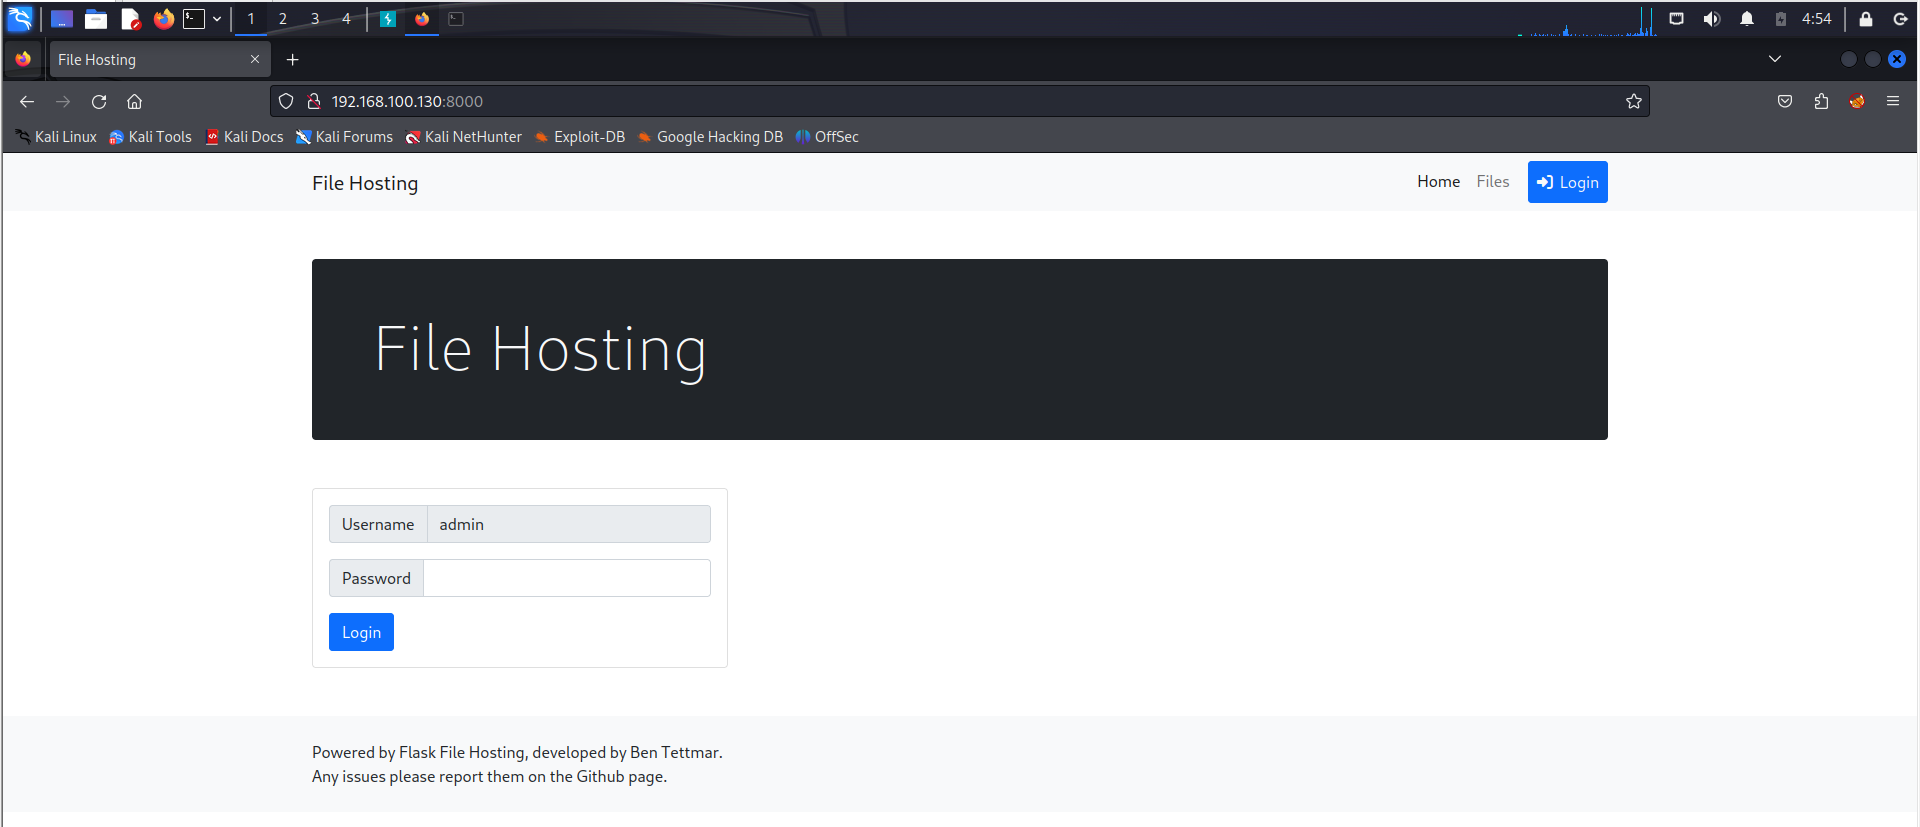 1 2 3 4 4:54
File Hosting
192.168.100.130:8000
Kali Linux Kali Tools Kali Docs Kali Forums Kali NetHunter Exploit-DB Google Hacking DB OffSec
File Hosting Home Files Login
File Hosting
Username admin
Password
Login
Powered by Flask File Hosting, developed by Ben Tettmar.
Any issues please report them on the Github page.